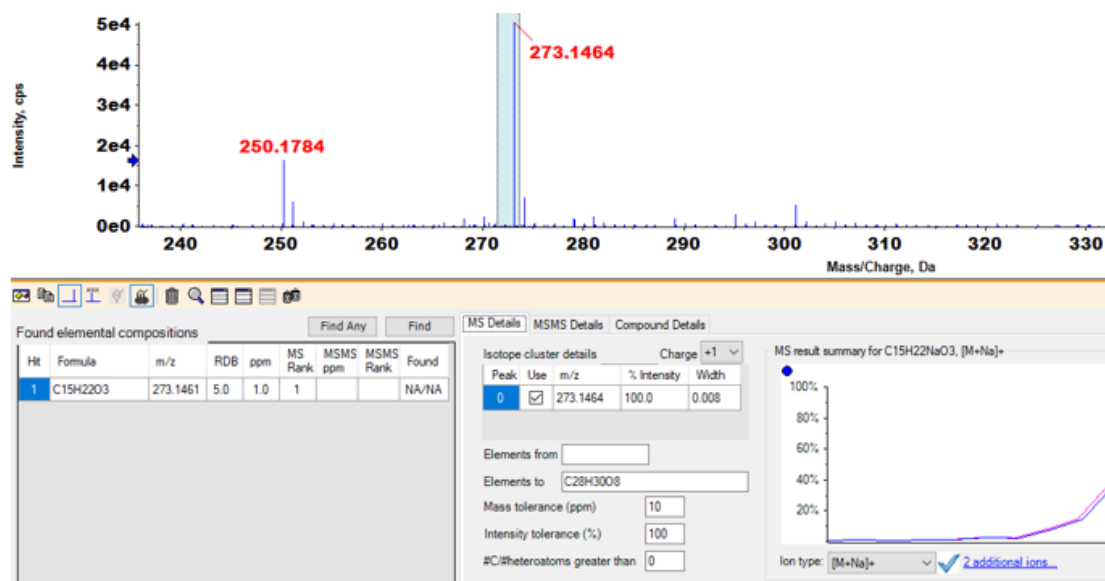 5e4
273.1464
4e4
3e4
Intensity, cps
2e4
250.1784
1e4
0e0
240 250 260 270 280 290 300 310 320 330
Mass/Charge, Da
Found elemental compositions Find Any Find
Hit Formula m/z RDB ppm MS Rank MSMS ppm MSMS Rank Found
1 C15H22O3 273.1461 5.0 1.0 1 NA/NA
MS Details MSMS Details Compound Details
Isotope cluster details Charge +1
Peak Use m/z % Intensity Width
0 273.1464 100.0 0.008
Elements from
Elements to C28H30O8
Mass tolerance (ppm) 10
Intensity tolerance (%) 100
#C/#heteroatoms greater than 0
MS result summary for C15H22NaO3, [M+Na]+
100%
80%
60%
40%
20%
Ion type: [M+Na]+ 2 additional ions...